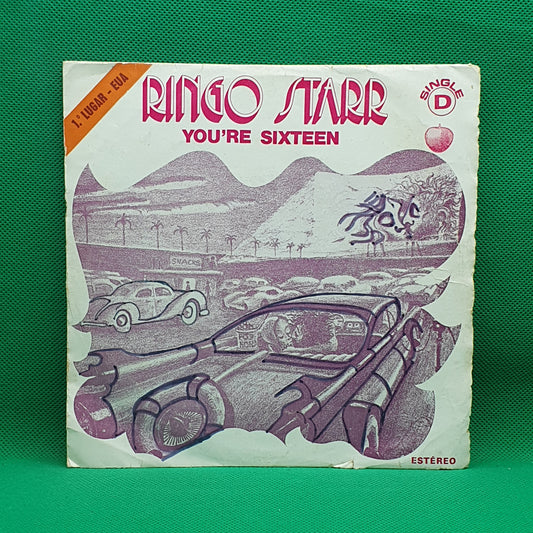 1.º LUGAR - EUA
RINGO STARR
YOU'RE SIXTEEN
SINGLE
D
SNACKS
ESTÉREO